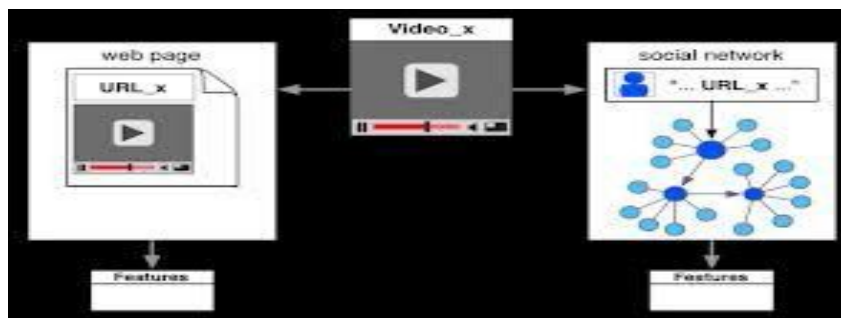 Video_x
web page
URL_x
social network
"... URL_x ..."
Features
Features